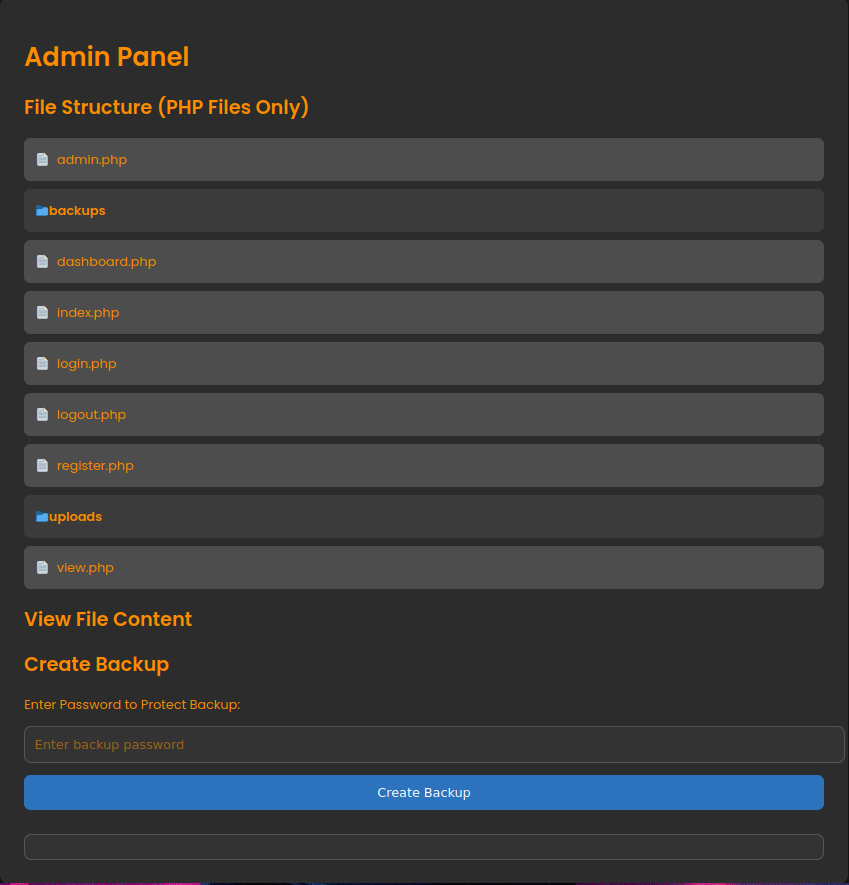 Admin Panel
File Structure (PHP Files Only)
admin.php
backups
dashboard.php
index.php
login.php
logout.php
register.php
uploads
view.php
View File Content
Create Backup
Enter Password to Protect Backup:
Enter backup password
Create Backup